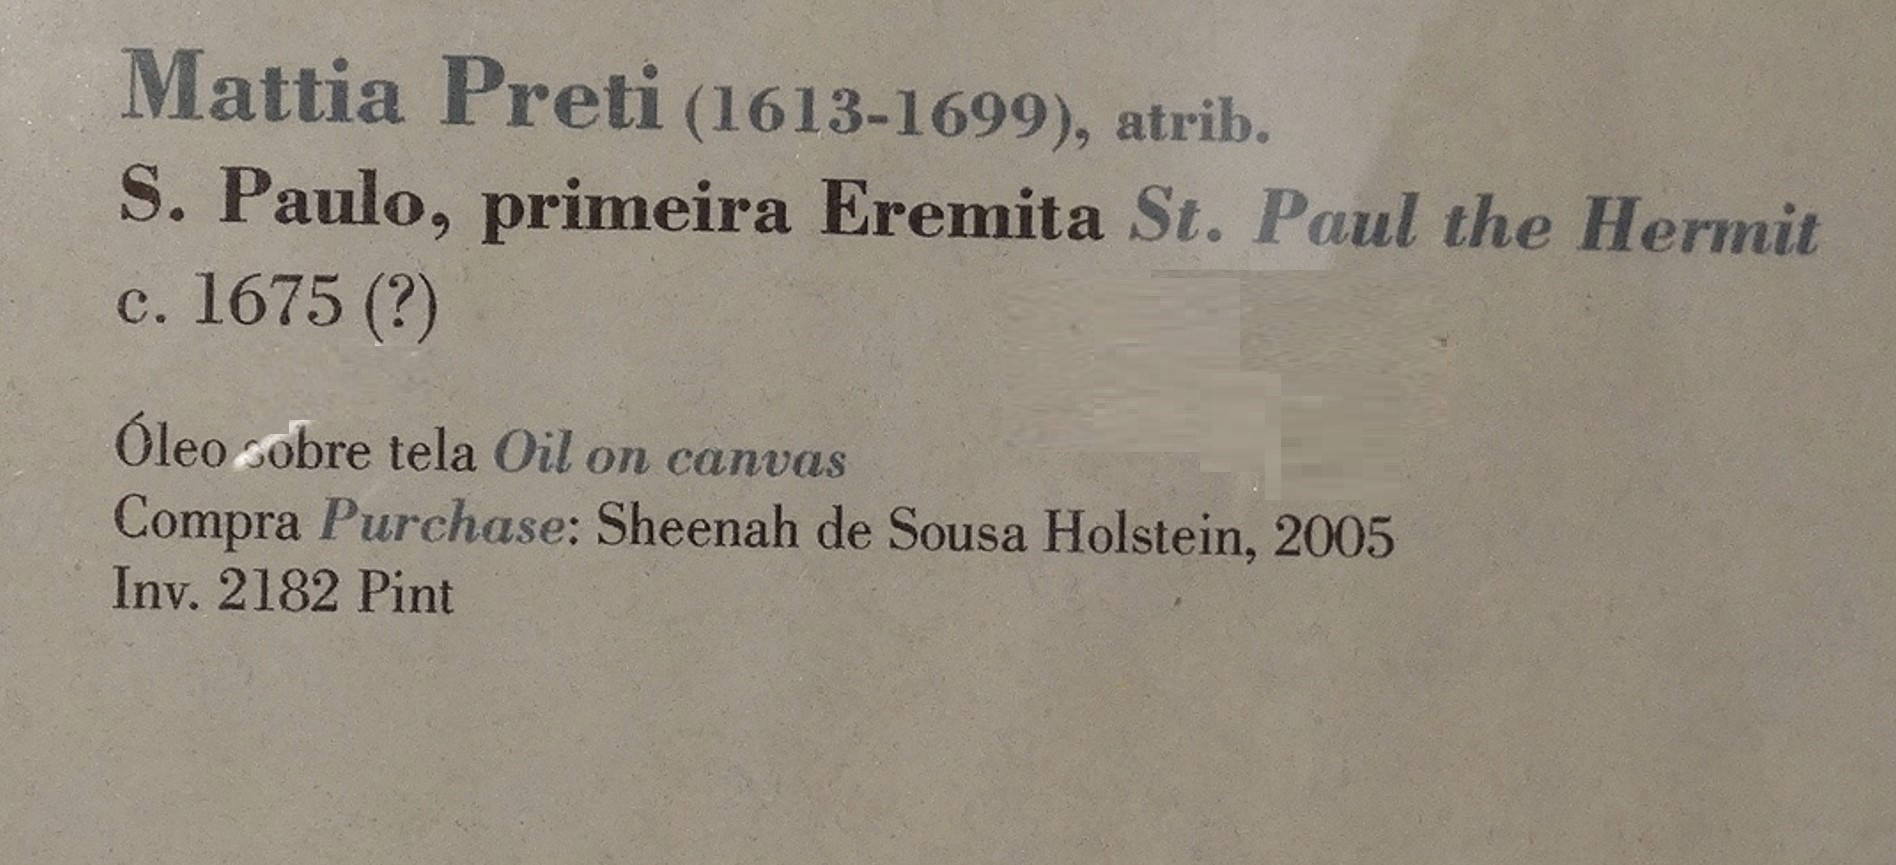 Mattia Preti (1613-1699), atrib.
S. Paulo, primeira Eremita St. Paul the Hermit
c. 1675 (?)
Óleo sobre tela Oil on canvas
Compra Purchase: Sheenah de Sousa Holstein, 2005
Inv. 2182 Pint